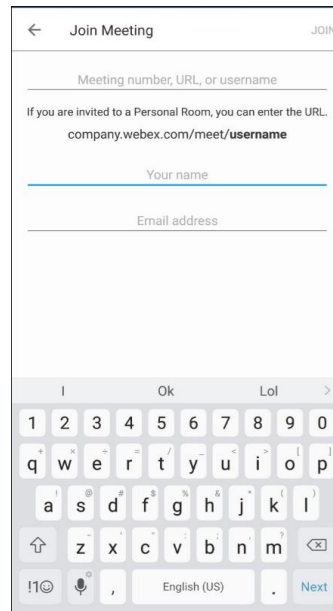 Join Meeting
JOIN
Meeting number, URL, or username
If you are invited to a Personal Room, you can enter the URL.
company.webex.com/meet/username
Your name
Email address
I Ok Lol
1 2 3 4 5 6 7 8 9 0
q w e r t y u i o p
a s d f g h j k l
z x c v b n m
!1☺ , English (US) . Next